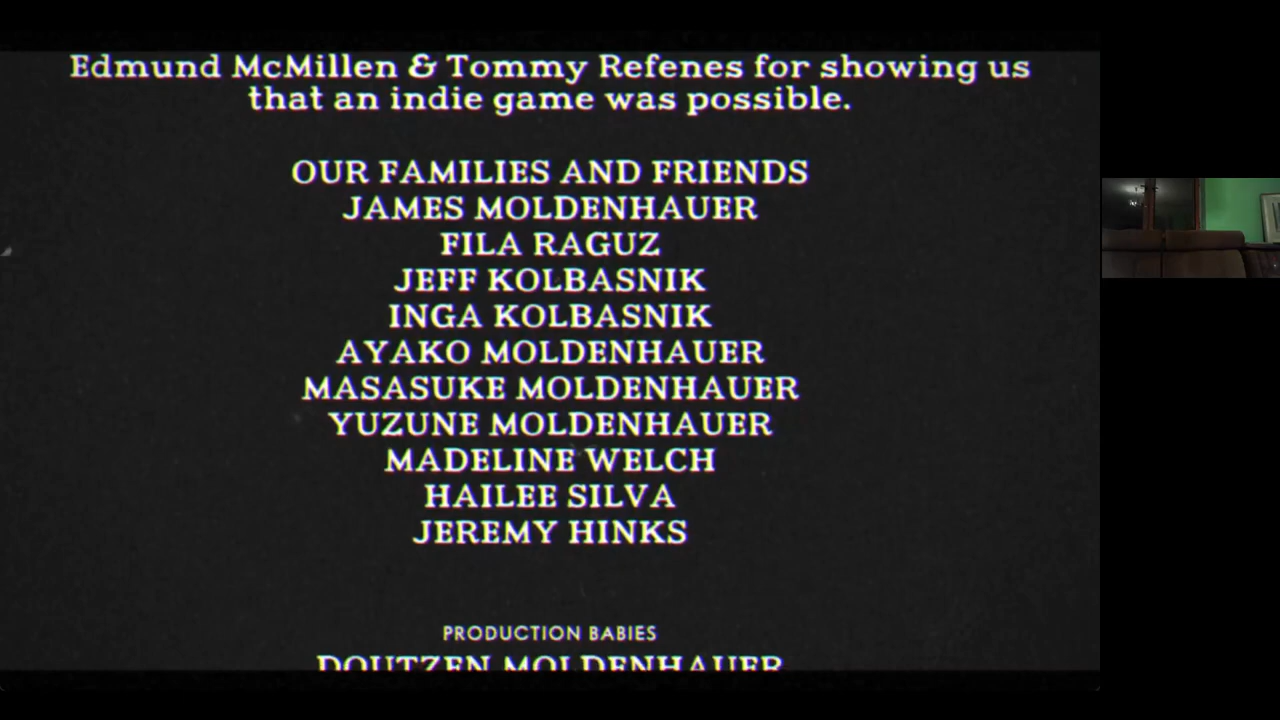 Edmund McMillen & Tommy Refenes for showing us
that an indie game was possible.
OUR FAMILIES AND FRIENDS
JAMES MOLDENHAUER
FILA RAGUZ
JEFF KOLBASNIK
INGA KOLBASNIK
AYAKO MOLDENHAUER
MASASUKE MOLDENHAUER
YUZUNE MOLDENHAUER
MADELINE WELCH
HAILEE SILVA
JEREMY HINKS
PRODUCTION BABIES
DOUTZEN MOLDENHAUER